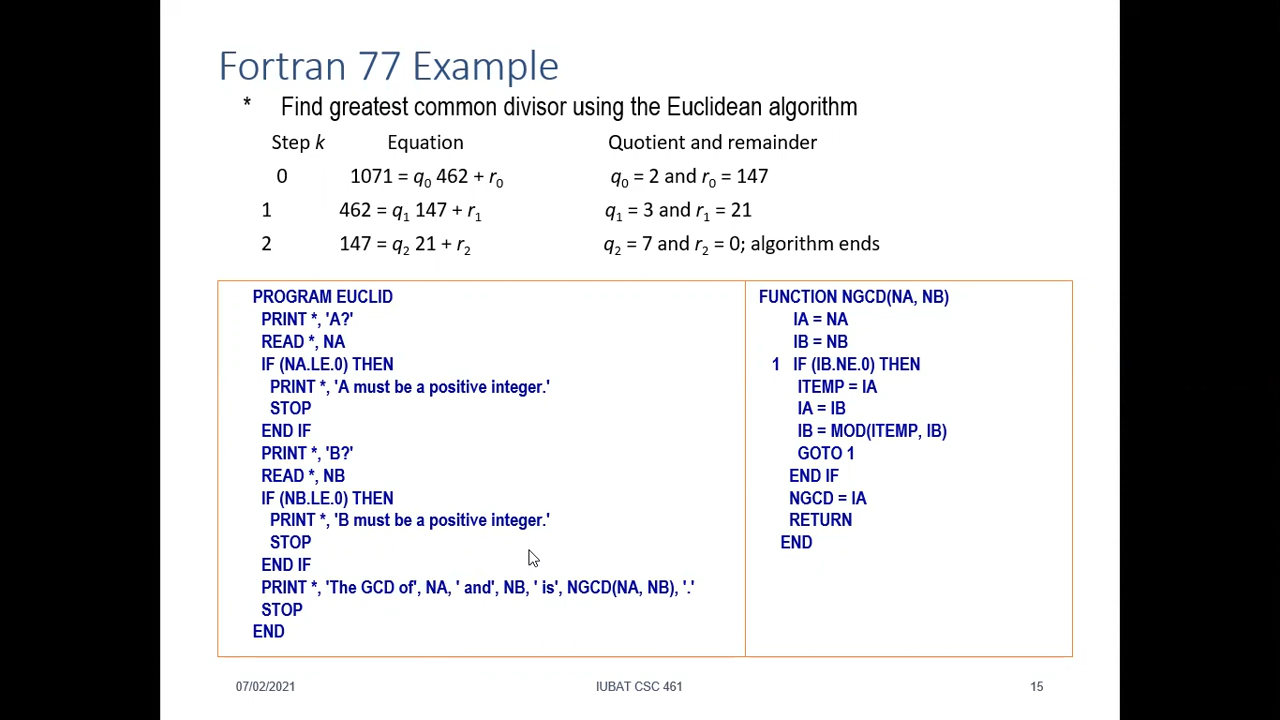 Fortran 77 Example
* Find greatest common divisor using the Euclidean algorithm
Step k Equation Quotient and remainder
0 1071 = q0 462 + r0 q0 = 2 and r0 = 147
1 462 = q1 147 + r1 q1 = 3 and r1 = 21
2 147 = q2 21 + r2 q2 = 7 and r2 = 0; algorithm ends
PROGRAM EUCLID
PRINT *, 'A?'
READ *, NA
IF (NA.LE.0) THEN
PRINT *, 'A must be a positive integer.'
STOP
END IF
PRINT *, 'B?'
READ *, NB
IF (NB.LE.0) THEN
PRINT *, 'B must be a positive integer.'
STOP
END IF
PRINT *, 'The GCD of', NA, ' and', NB, ' is', NGCD(NA, NB), '.'
STOP
END
FUNCTION NGCD(NA, NB)
IA = NA
IB = NB
1 IF (IB.NE.0) THEN
ITEMP = IA
IA = IB
IB = MOD(ITEMP, IB)
GOTO 1
END IF
NGCD = IA
RETURN
END
07/02/2021 IUBAT CSC 461 15